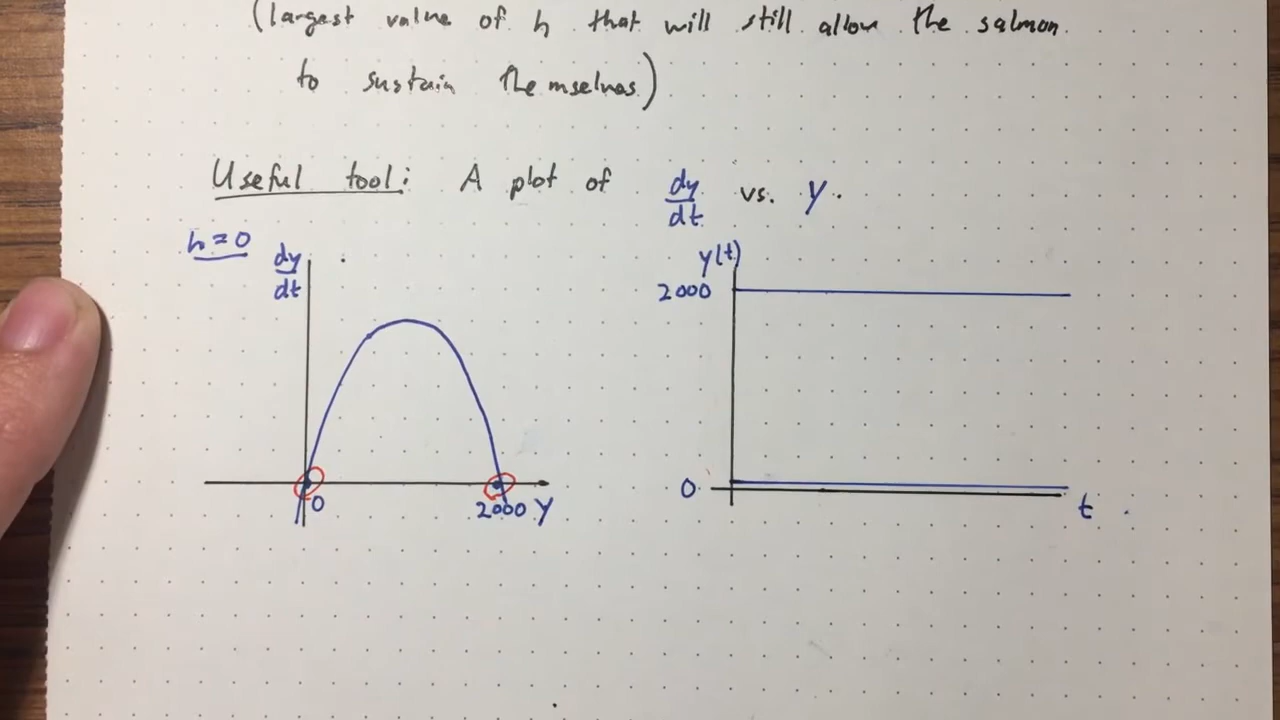 (largest value of h that will still allow the salmon
to sustain themselves)
Useful tool: A plot of dy/dt vs. y.
h = 0
dy/dt
0
2000 y
y(t)
2000
0
t